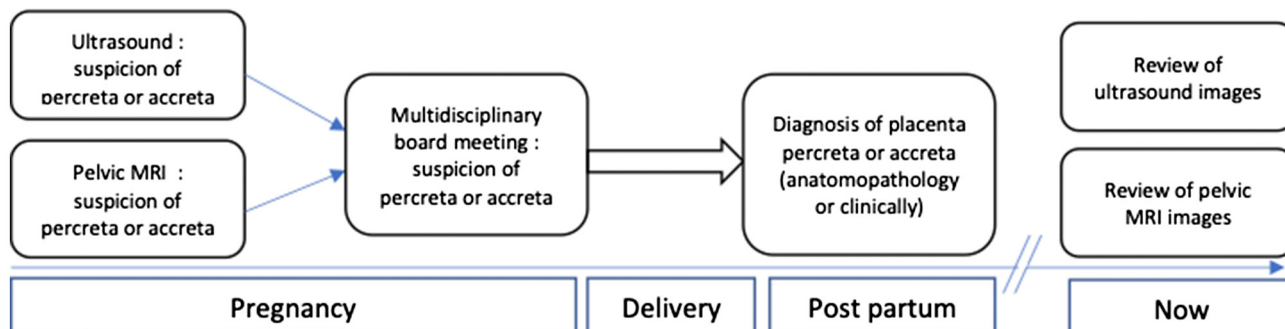 Ultrasound :
suspicion of
percreta or accreta
Pelvic MRI :
suspicion of
percreta or accreta
Multidisciplinary
board meeting :
suspicion of
percreta or accreta
Diagnosis of placenta
percreta or accreta
(anatomopathology
or clinically)
Review of
ultrasound images
Review of pelvic
MRI images
Pregnancy
Delivery
Post partum
Now